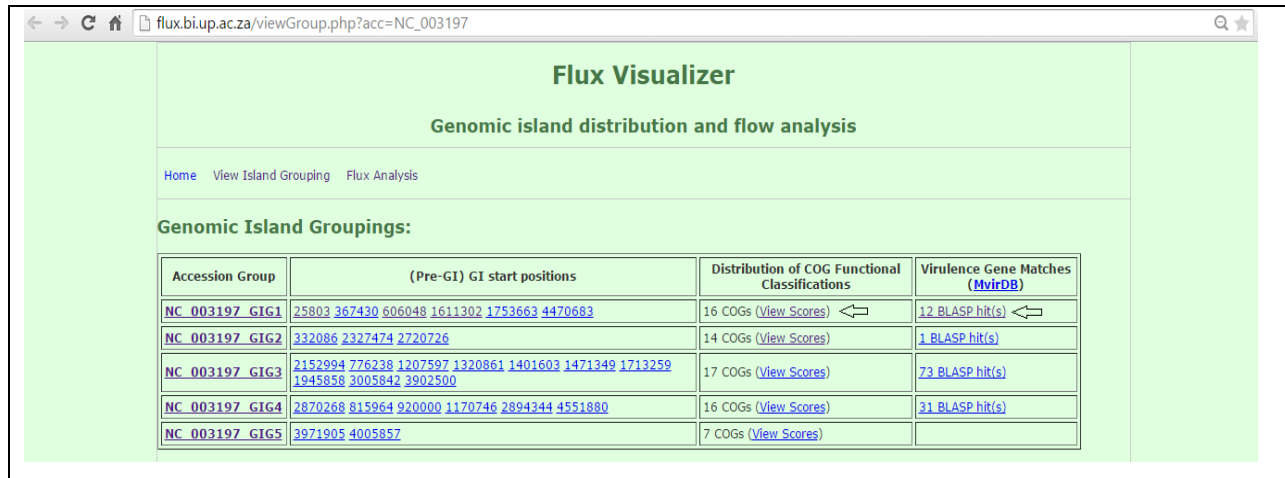 flux.bi.up.ac.za/viewGroup.php?acc=NC_003197
Flux Visualizer
Genomic island distribution and flow analysis
Home View Island Grouping Flux Analysis
Genomic Island Groupings:
Accession Group (Pre-GI) GI start positions Distribution of COG Functional Classifications Virulence Gene Matches (MvirDB)
NC_003197_GIG1 25803 367430 606048 1611302 1753663 4470683 16 COGs (View Scores) 12 BLASP hit(s)
NC_003197_GIG2 332086 2327474 2720726 14 COGs (View Scores) 1 BLASP hit(s)
NC_003197_GIG3 2152994 776238 1207597 1320861 1401603 1471349 1713259
1945858 3005842 3902500 17 COGs (View Scores) 73 BLASP hit(s)
NC_003197_GIG4 2870268 815964 920000 1170746 2894344 4551880 16 COGs (View Scores) 31 BLASP hit(s)
NC_003197_GIG5 3971905 4005857 7 COGs (View Scores)